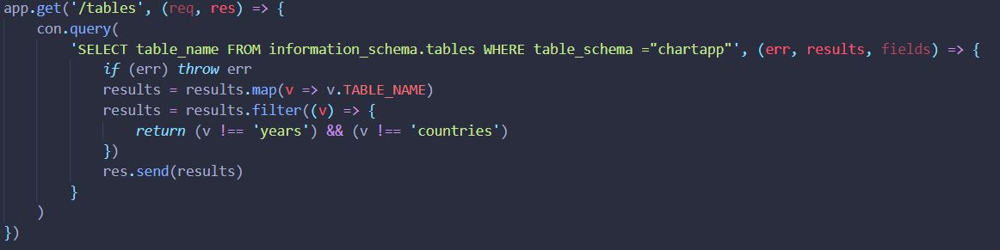 app.get('/tables', (req, res) => {
    con.query(
        'SELECT table_name FROM information_schema.tables WHERE table_schema ="chartapp"', (err, results, fields) => {
            if (err) throw err
            results = results.map(v => v.TABLE_NAME)
            results = results.filter((v) => {
                return (v !== 'years') && (v !== 'countries')
            })
            res.send(results)
        }
    )
})